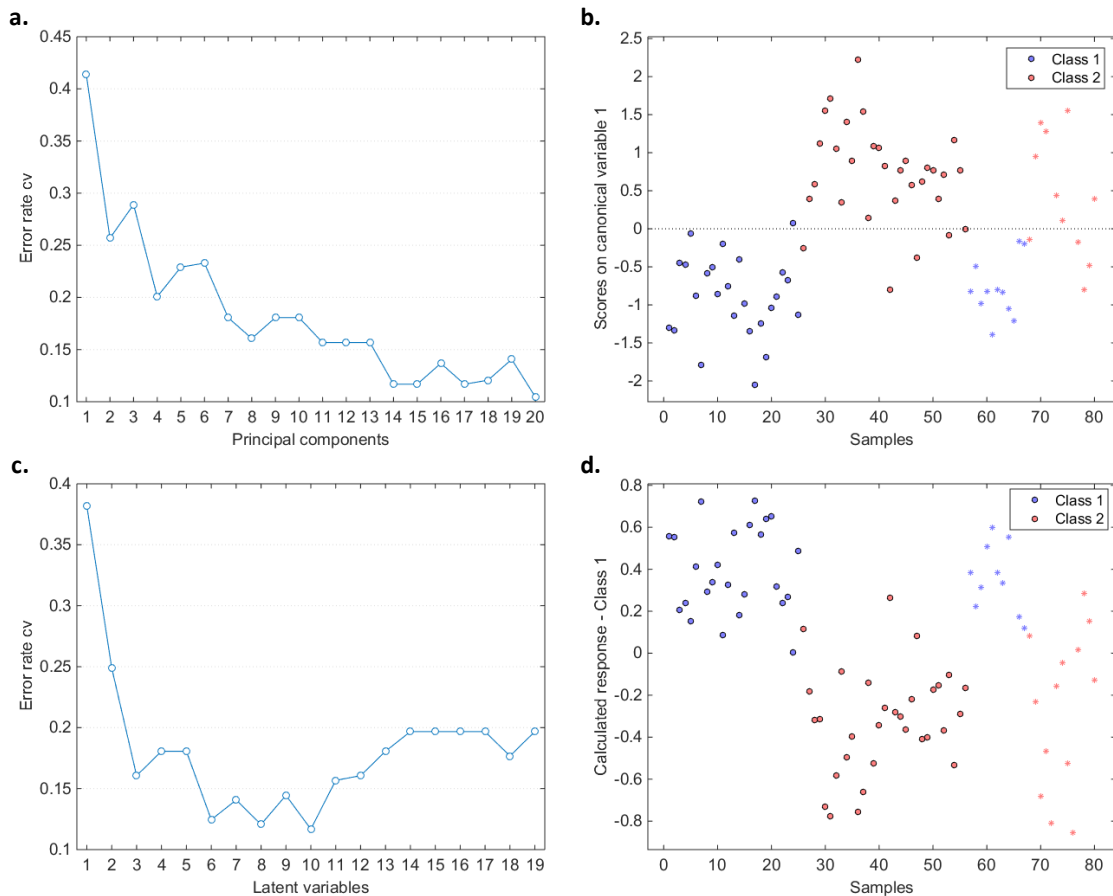 a.
0.45
0.4
0.35
0.3
0.25
0.2
0.15
0.1
Error rate cv
1 2 3 4 5 6 7 8 9 10 11 12 13 14 15 16 17 18 19 20
Principal components
b.
2.5
2
1.5
1
0.5
0
-0.5
-1
-1.5
-2
Scores on canonical variable 1
Class 1
Class 2
0 10 20 30 40 50 60 70 80
Samples
c.
0.4
0.35
0.3
0.25
0.2
0.15
0.1
Error rate cv
1 2 3 4 5 6 7 8 9 10 11 12 13 14 15 16 17 18 19
Latent variables
d.
0.8
0.6
0.4
0.2
0
-0.2
-0.4
-0.6
-0.8
Calculated response - Class 1
Class 1
Class 2
0 10 20 30 40 50 60 70 80
Samples